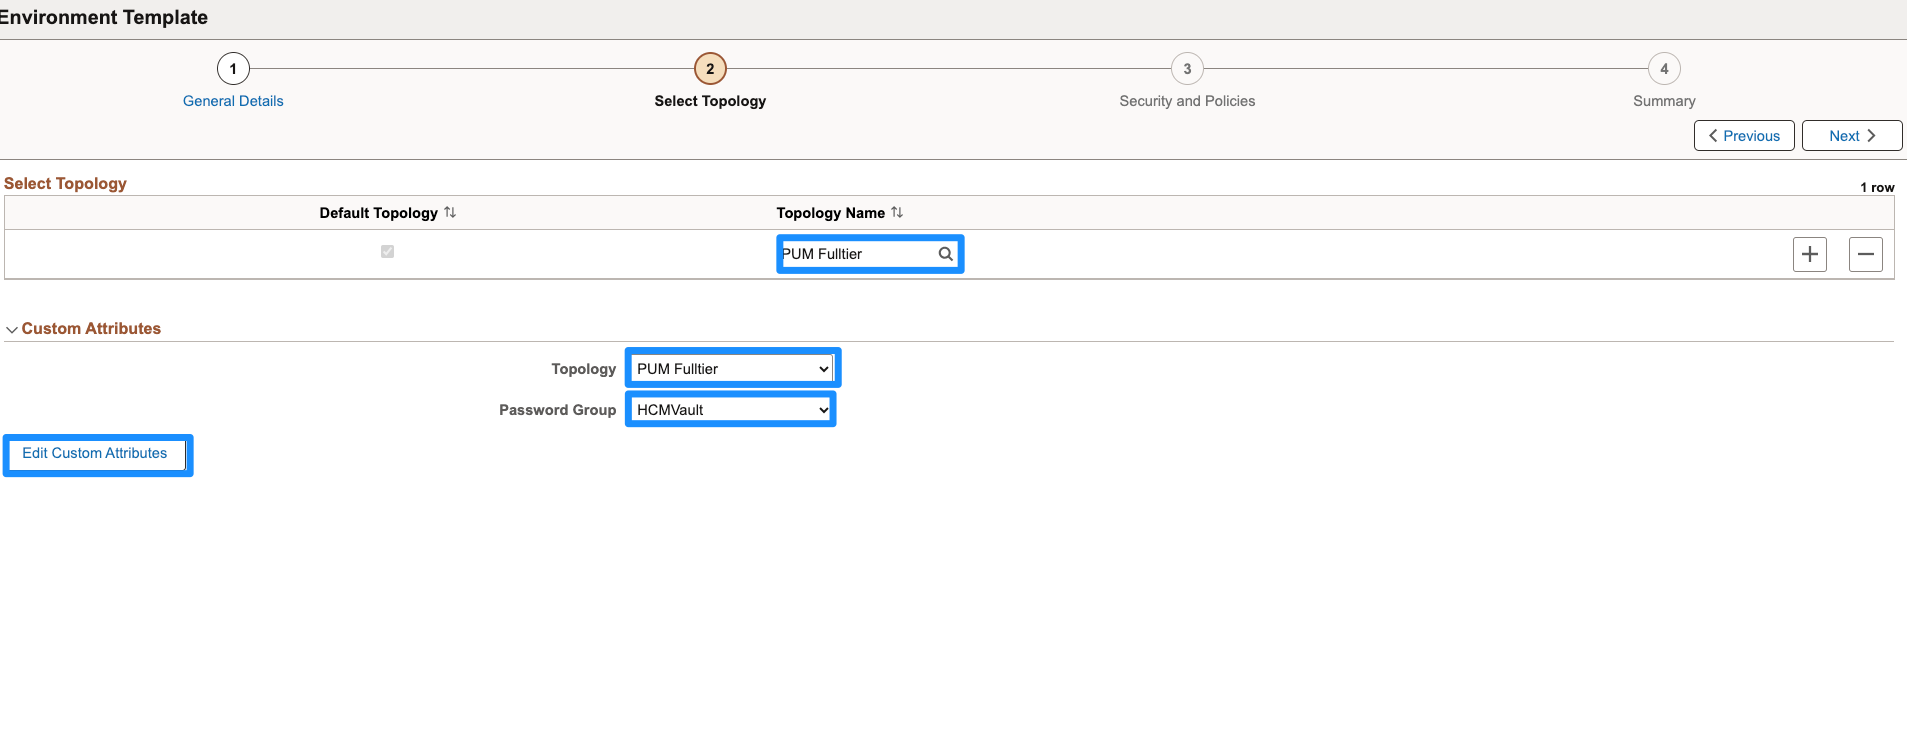 Environment Template
1
2
3
4
General Details
Select Topology
Security and Policies
Summary
Previous
Next
Select Topology
1 row
Default Topology
Topology Name
PUM Fulltier
Custom Attributes
Topology
PUM Fulltier
Password Group
HCMVault
Edit Custom Attributes